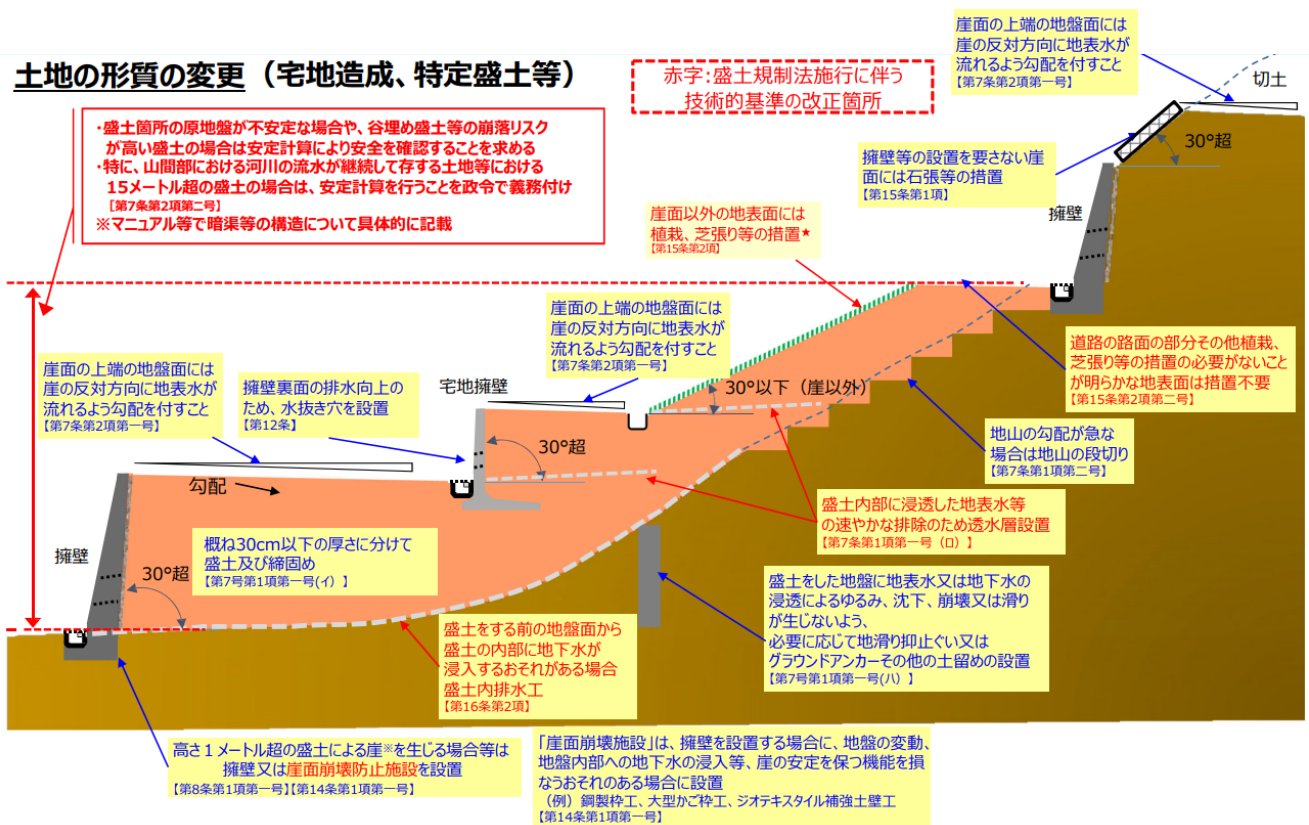 土地の形質の変更（宅地造成、特定盛土等）
赤字：盛土規制法施行に伴う
技術的基準の改正箇所
崖面の上端の地盤面には
崖の反対方向に地表水が
流れるよう勾配を付すこと
【第7条第2項第一号】
切土
・盛土箇所の原地盤が不安定な場合や、谷埋め盛土等の崩落リスク
が高い盛土の場合は安定計算により安全を確認することを求める
・特に、山間部における河川の流水が継続して存する土地等における
15メートル超の盛土の場合は、安定計算を行うことを政令で義務付け
【第7条第2項第二号】
※マニュアル等で暗渠等の構造について具体的に記載
30°超
擁壁等の設置を要さない崖
面には石張等の措置
【第15条第1項】
擁壁
崖面以外の地表面には
植栽、芝張り等の措置★
【第15条第2項】
崖面の上端の地盤面には
崖の反対方向に地表水が
流れるよう勾配を付すこと
【第7条第2項第一号】
道路の路面の部分その他植栽、
芝張り等の措置の必要がないこと
が明らかな地表面は措置不要
【第15条第2項第二号】
崖面の上端の地盤面には
崖の反対方向に地表水が
流れるよう勾配を付すこと
【第7条第2項第一号】
擁壁裏面の排水向上の
ため、水抜き穴を設置
【第12条】
宅地擁壁
30°以下（崖以外）
30°超
地山の勾配が急な
場合は地山の段切り
【第7条第1項第二号】
勾配
盛土内部に浸透した地表水等
の速やかな排除のため透水層設置
【第7条第1項第一号（ロ）】
擁壁
30°超
概ね30cm以下の厚さに分けて
盛土及び締固め
【第7号第1項第一号(イ) 】
盛土をした地盤に地表水又は地下水の
浸透によるゆるみ、沈下、崩壊又は滑り
が生じないよう、
必要に応じて地滑り抑止ぐい又は
グラウンドアンカーその他の土留めの設置
【第7号第1項第一号(ハ) 】
盛土をする前の地盤面から
盛土の内部に地下水が
浸入するおそれがある場合
盛土内排水工
【第16条第2項】
高さ１メートル超の盛土による崖※を生じる場合等は
擁壁又は崖面崩壊防止施設を設置
【第8条第1項第一号】【第14条第1項第一号】
「崖面崩壊施設」は、擁壁を設置する場合に、地盤の変動、
地盤内部への地下水の浸入等、崖の安定を保つ機能を損
なうおそれのある場合に設置
（例）鋼製枠工、大型かご枠工、ジオテキスタイル補強土壁工
【第14条第1項第一号】